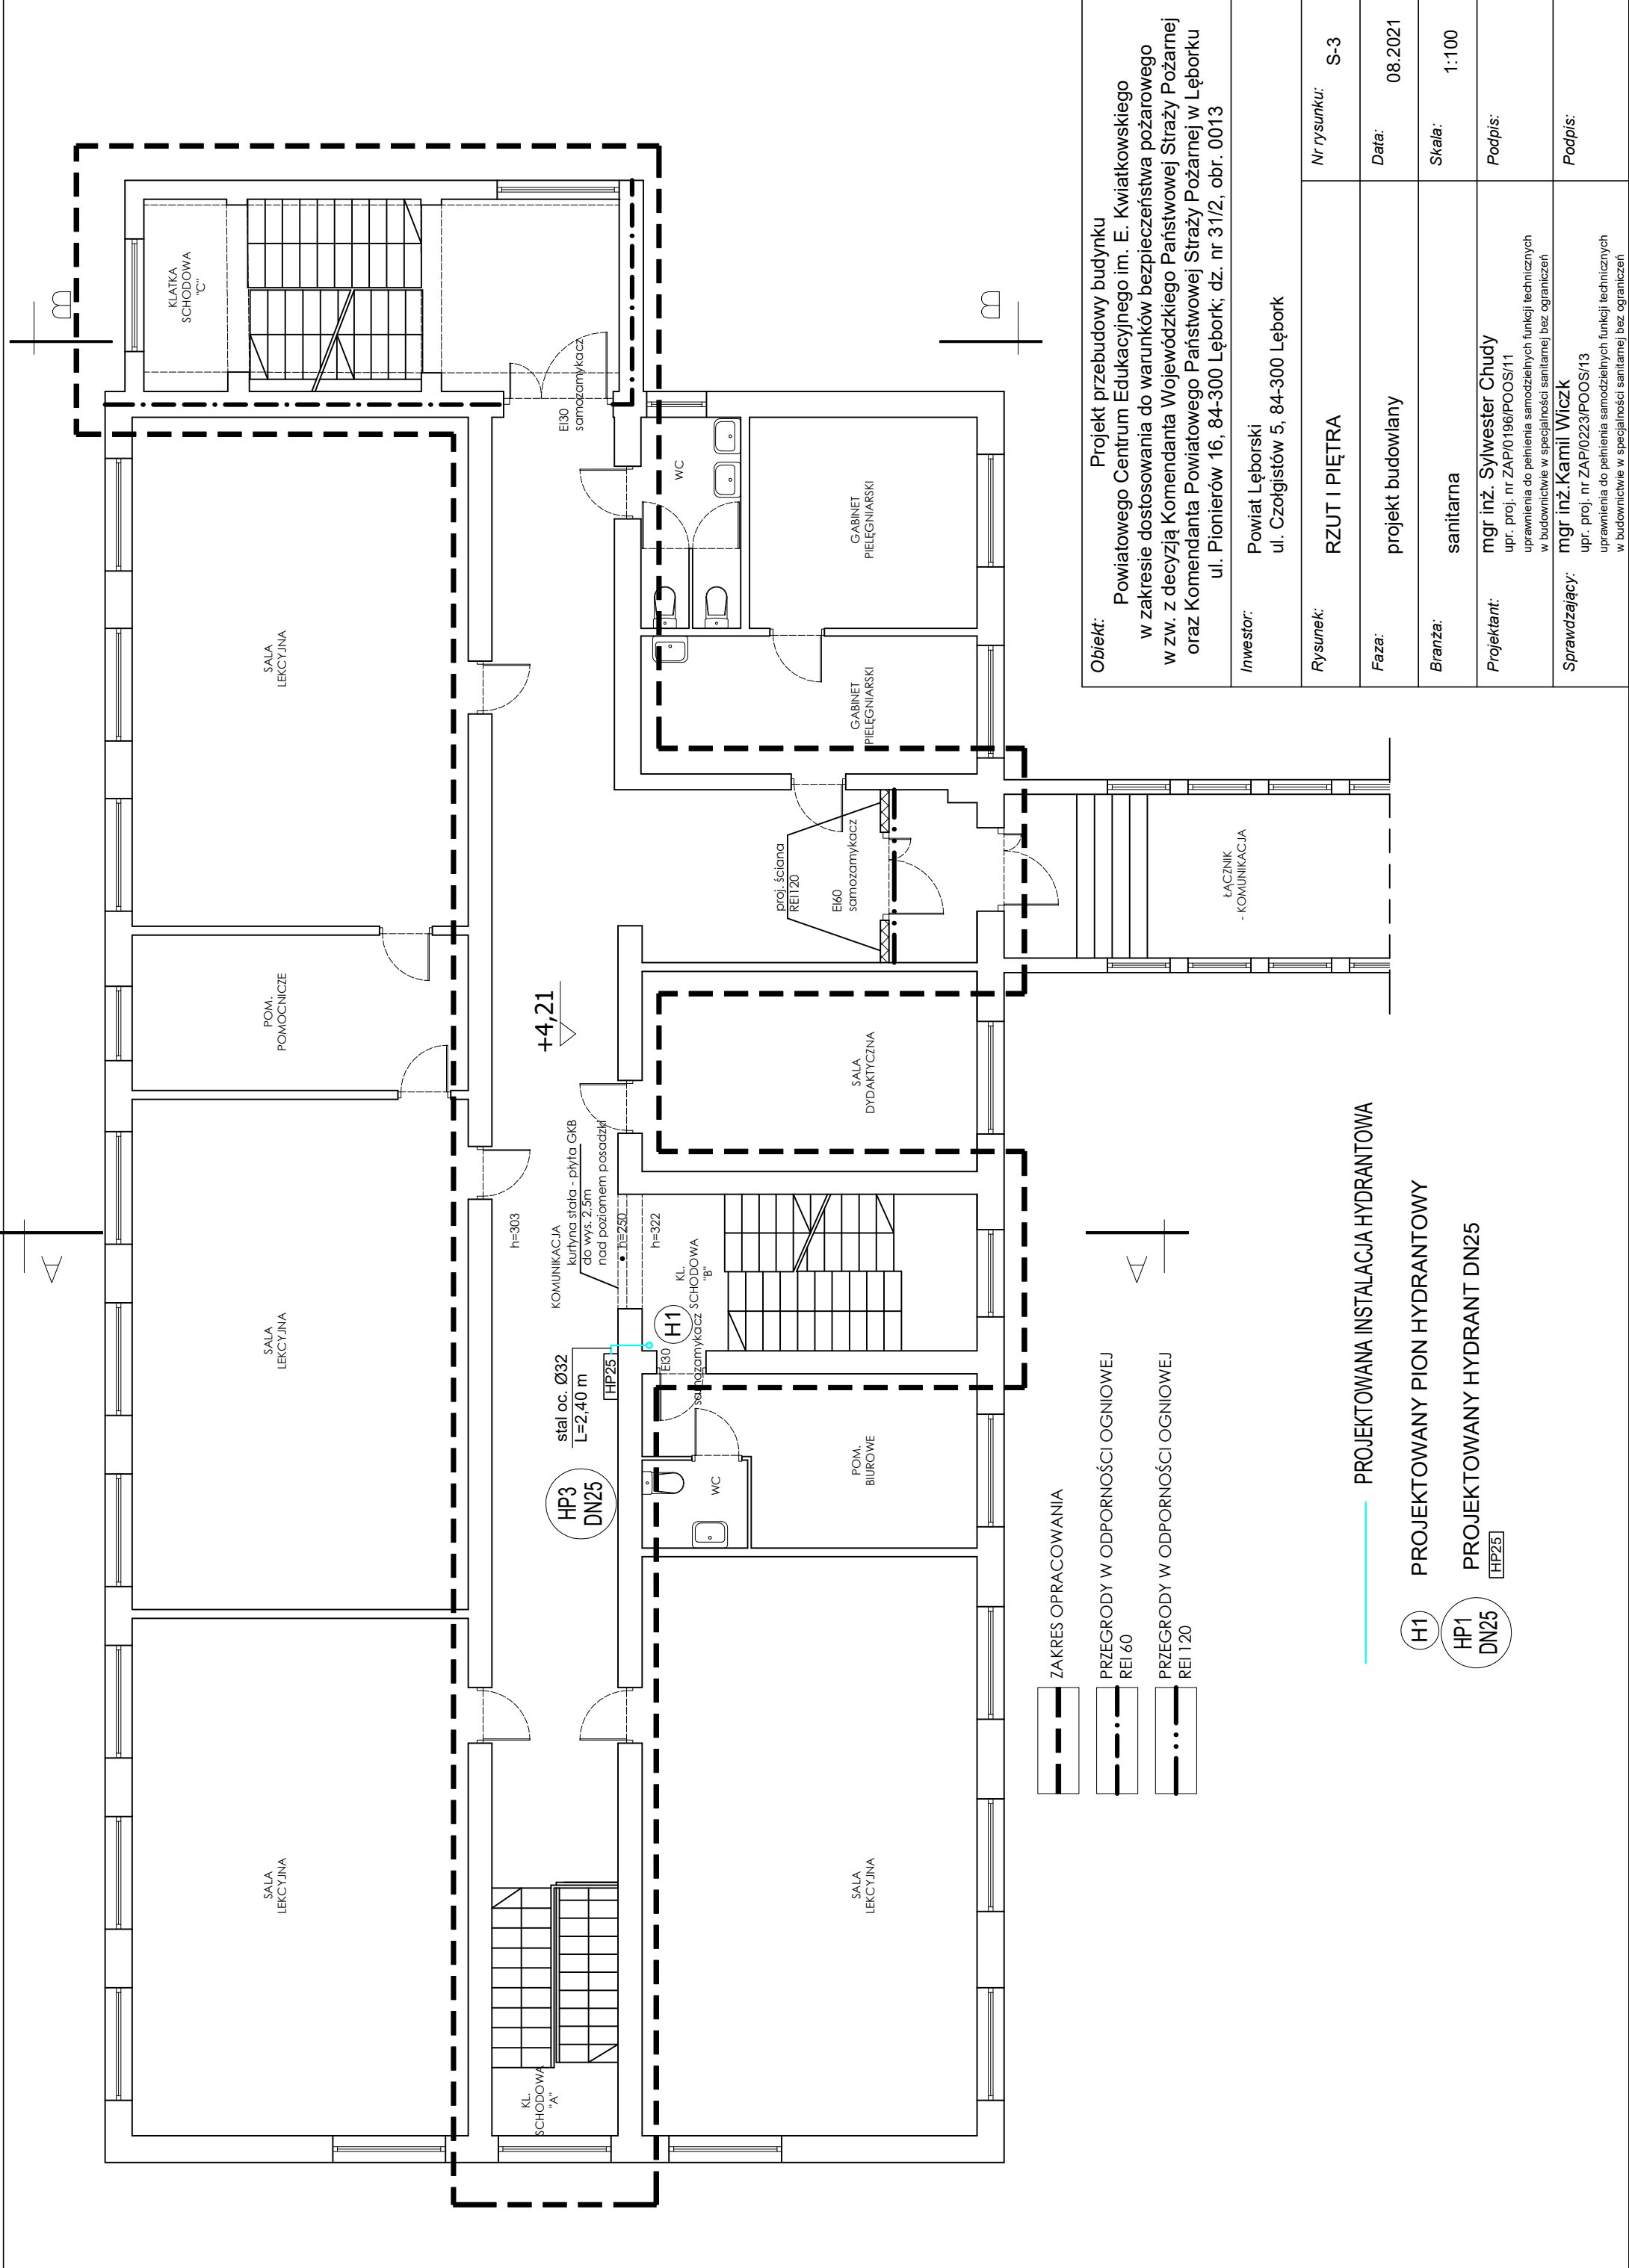 B
KLATKA
SCHODOWA
"C"
EI30
samozamykacz
B
WC
GABINET
PIELĘGNIARSKI
SALA
LEKCYJNA
GABINET
PIELĘGNIARSKI
proj. ściana
REI120
EI60
samozamykacz
ŁĄCZNIK
- KOMUNIKACJA
POM.
POMOCNICZE
+4,21
SALA
DYDAKTYCZNA
A
h=303
KOMUNIKACJA
kurtyna stała - płyta GKB
do wys. 2,5m
nad poziomem posadzki
h=250
h=322
KL.
SCHODOWA
"B"
A
SALA
LEKCYJNA
H1
EI30
samozamykacz
stal oc. Ø32
L=2,40 m
HP25
HP3
DN25
WC
POM.
BIUROWE
SALA
LEKCYJNA
SALA
LEKCYJNA
KL.
SCHODOWA
"A"
ZAKRES OPRACOWANIA
PRZEGRODY W ODPORNOŚCI OGNIOWEJ
REI 60
PRZEGRODY W ODPORNOŚCI OGNIOWEJ
REI 120
PROJEKTOWANA INSTALACJA HYDRANTOWA
H1
PROJEKTOWANY PION HYDRANTOWY
HP1
DN25
PROJEKTOWANY HYDRANT DN25
HP25
Obiekt:
Projekt przebudowy budynku
Powiatowego Centrum Edukacyjnego im. E. Kwiatkowskiego
w zakresie dostosowania do warunków bezpieczeństwa pożarowego
w zw. z decyzją Komendanta Wojewódzkiego Państwowej Straży Pożarnej
oraz Komendanta Powiatowego Państwowej Straży Pożarnej w Lęborku
ul. Pionierów 16, 84-300 Lębork; dz. nr 31/2, obr. 0013
Inwestor:
Powiat Lęborski
ul. Czołgistów 5, 84-300 Lębork
Rysunek:
RZUT I PIĘTRA
Nr rysunku:
S-3
Faza:
projekt budowlany
Data:
08.2021
Branża:
sanitarna
Skala:
1:100
Projektant:
mgr inż. Sylwester Chudy
upr. proj. nr ZAP/0196/POOS/11
uprawnienia do pełnienia samodzielnych funkcji technicznych
w budownictwie w specjalności sanitarnej bez ograniczeń
Podpis:
Sprawdzający:
mgr inż.Kamil Wiczk
upr. proj. nr ZAP/0223/POOS/13
uprawnienia do pełnienia samodzielnych funkcji technicznych
w budownictwie w specjalności sanitarnej bez ograniczeń
Podpis: